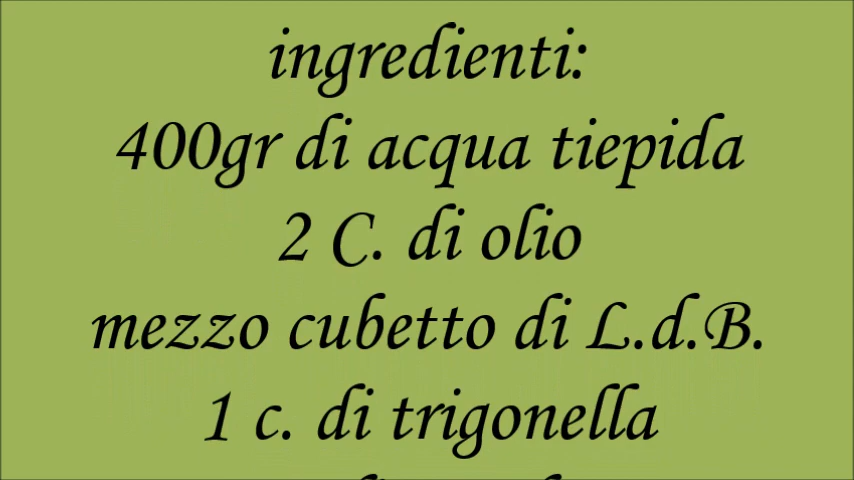 ingredienti:
400gr di acqua tiepida
2 C. di olio
mezzo cubetto di L.d.B.
1 c. di trigonella